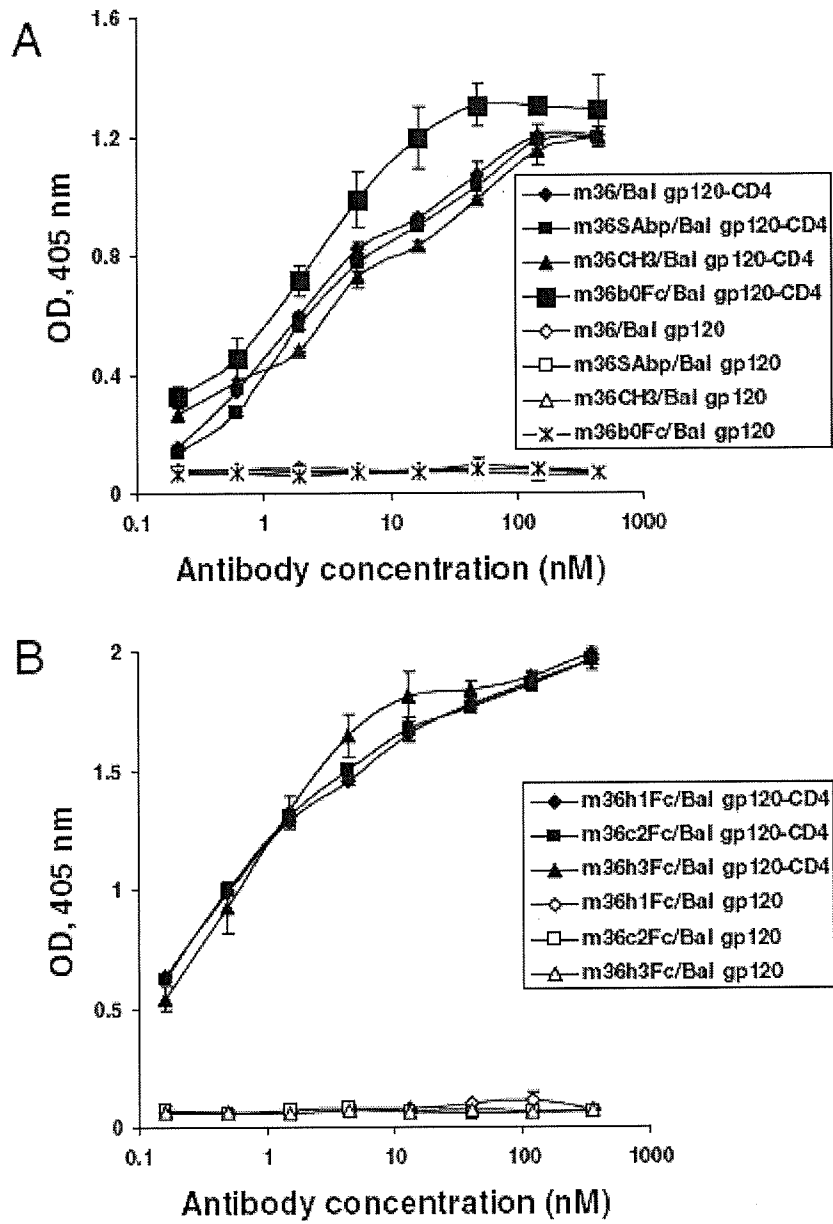 A
1.6
1.2
0.8
0.4
0
OD, 405 nm
0.1
1
10
100
1000
Antibody concentration (nM)
m36/Bal gp120-CD4
m36SAbp/Bal gp120-CD4
m36CH3/Bal gp120-CD4
m36b0Fc/Bal gp120-CD4
m36/Bal gp120
m36SAbp/Bal gp120
m36CH3/Bal gp120
m36b0Fc/Bal gp120
B
2
1.5
1
0.5
0
OD, 405 nm
0.1
1
10
100
1000
Antibody concentration (nM)
m36h1Fc/Bal gp120-CD4
m36c2Fc/Bal gp120-CD4
m36h3Fc/Bal gp120-CD4
m36h1Fc/Bal gp120
m36c2Fc/Bal gp120
m36h3Fc/Bal gp120